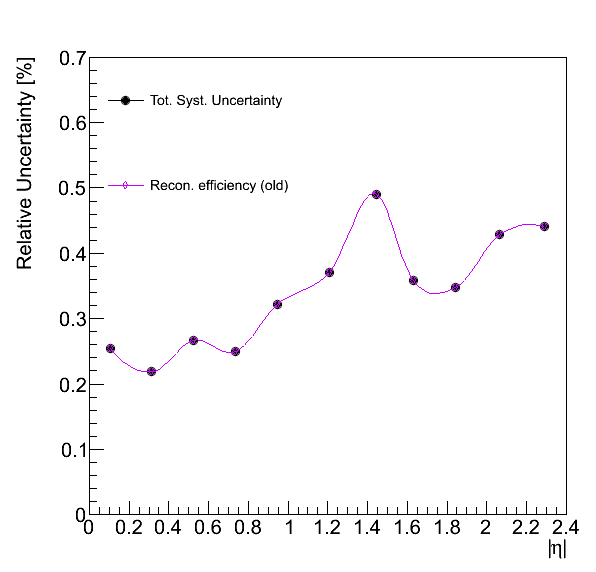 Relative Uncertainty [%]
0.7
0.6
0.5
0.4
0.3
0.2
0.1
0
Tot. Syst. Uncertainty
Recon. efficiency (old)
0 0.2 0.4 0.6 0.8 1 1.2 1.4 1.6 1.8 2 2.2 2.4
|η|